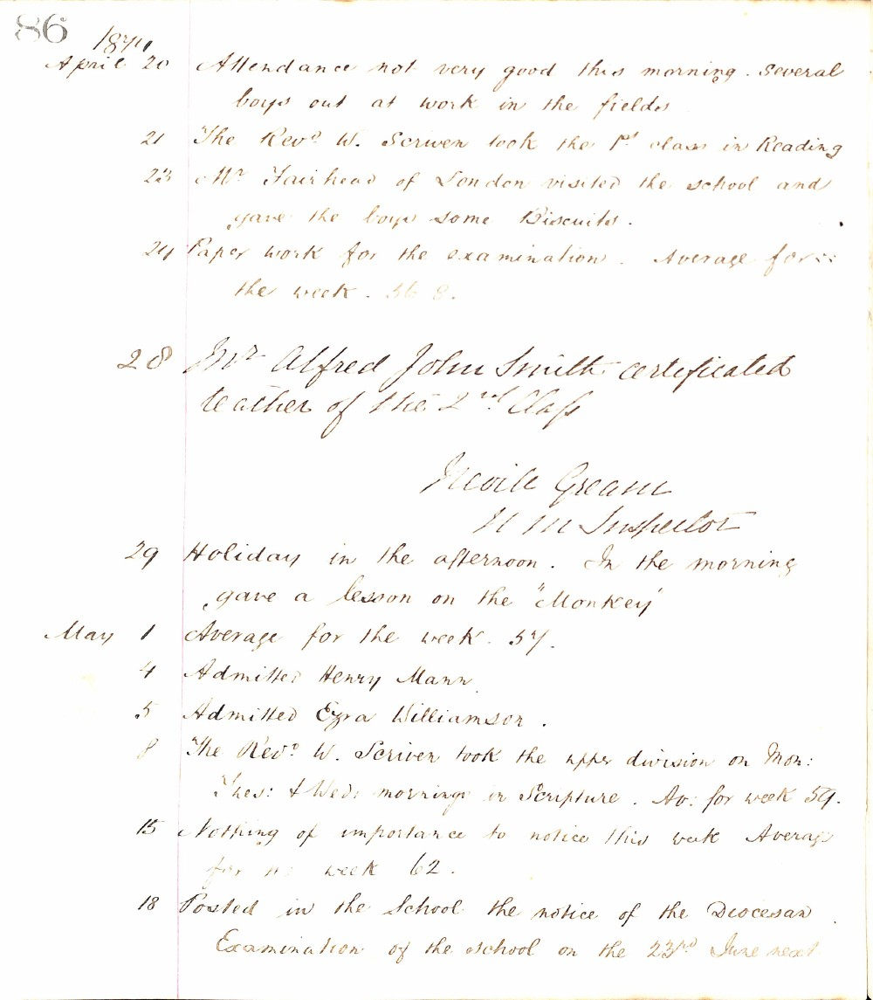 86
1874
April 20 Attendance not very good this morning. Several
boys out at work in the fields
21 The Revd W. Scriven took the 1st class in Reading
23 Mr Fairhead of London visited the school and
gave the boys some Biscuits.
24 Paper work for the examination. Average for
the week. 56 8.
28 Mr Alfred John Smith certificated
teacher of the 2nd Class
Nevile Gream
H M Inspector
29 Holiday in the afternoon. In the morning
gave a lesson on the "Monkey"
May 1 Average for the week. 57.
4 Admitted Henry Mann.
5 Admitted Ezra Williamson.
8 The Revd W. Scriven took the upper division on Mon:
Tues: & Wed: mornings in Scripture. Av: for week 59.
15 Nothing of importance to notice this week Average
for the week 62.
18 Posted in the School the notice of the Diocesan
Examination of the school on the 23rd June next